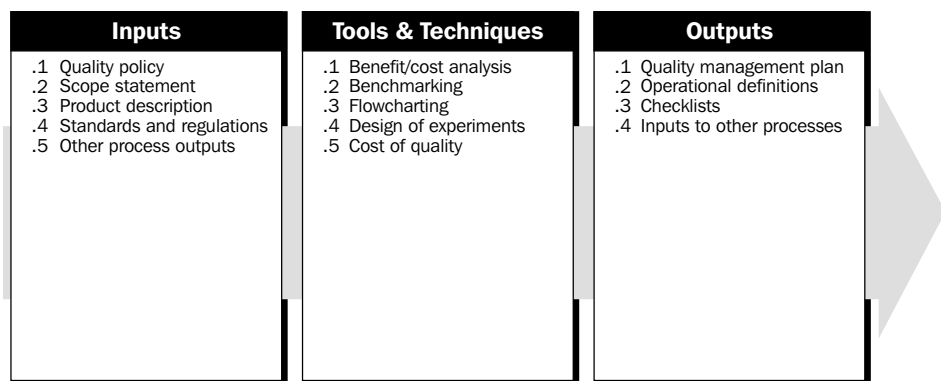 Inputs
.1 Quality policy
.2 Scope statement
.3 Product description
.4 Standards and regulations
.5 Other process outputs
Tools & Techniques
.1 Benefit/cost analysis
.2 Benchmarking
.3 Flowcharting
.4 Design of experiments
.5 Cost of quality
Outputs
.1 Quality management plan
.2 Operational definitions
.3 Checklists
.4 Inputs to other processes